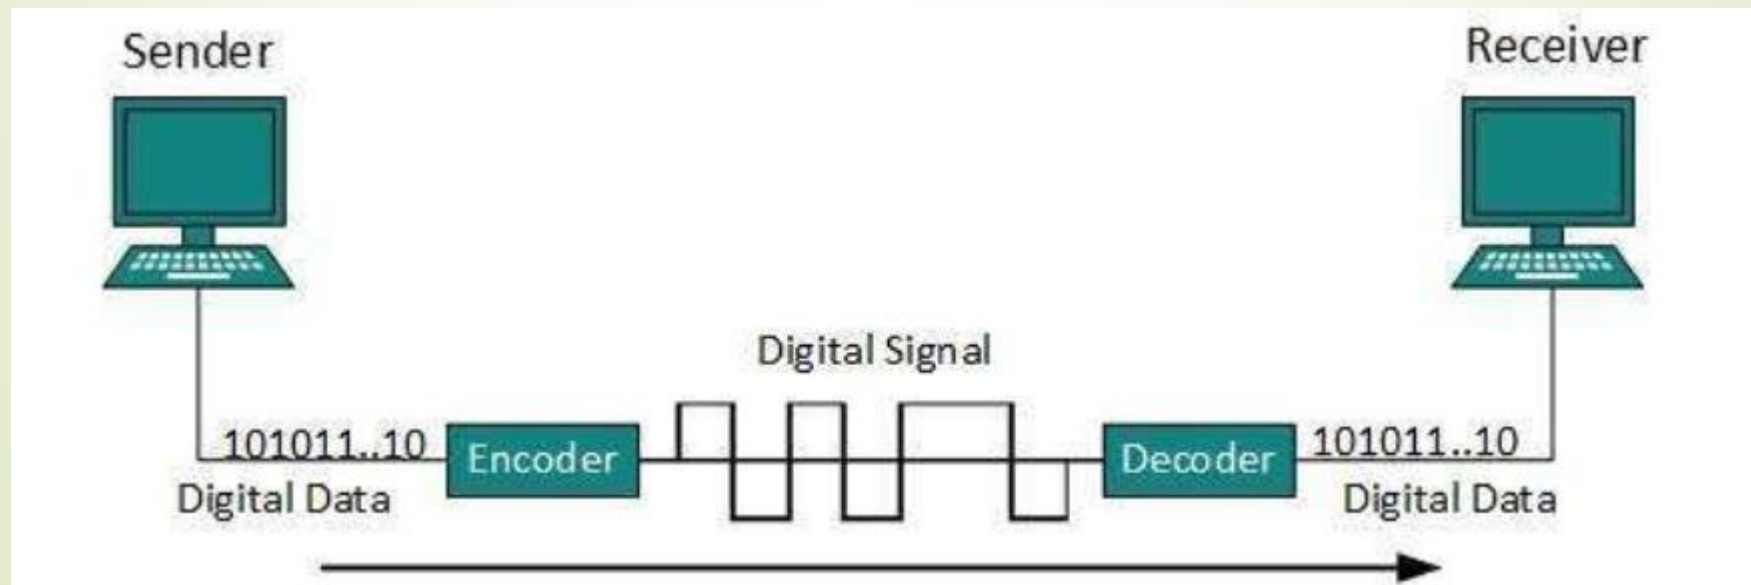 Sender
Receiver
Digital Signal
101011..10
Encoder
Decoder
101011..10
Digital Data
Digital Data